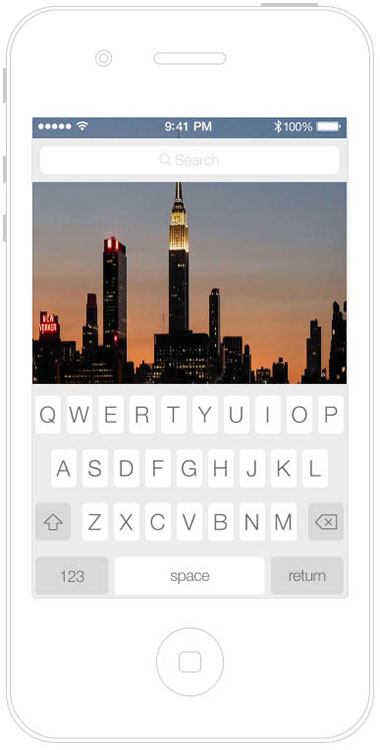 9:41 PM 100%
Search
NEW
YORKER
Q W E R T Y U I O P
A S D F G H J K L
Z X C V B N M
123 space return